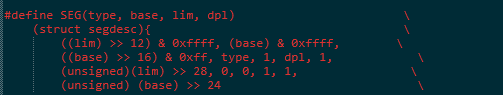 #define SEG(type, base, lim, dpl) \
(struct segdesc){ \
((lim) >> 12) & 0xffff, (base) & 0xffff, \
((base) >> 16) & 0xff, type, 1, dpl, 1, \
(unsigned)(lim) >> 28, 0, 0, 1, 1, \
(unsigned) (base) >> 24 \